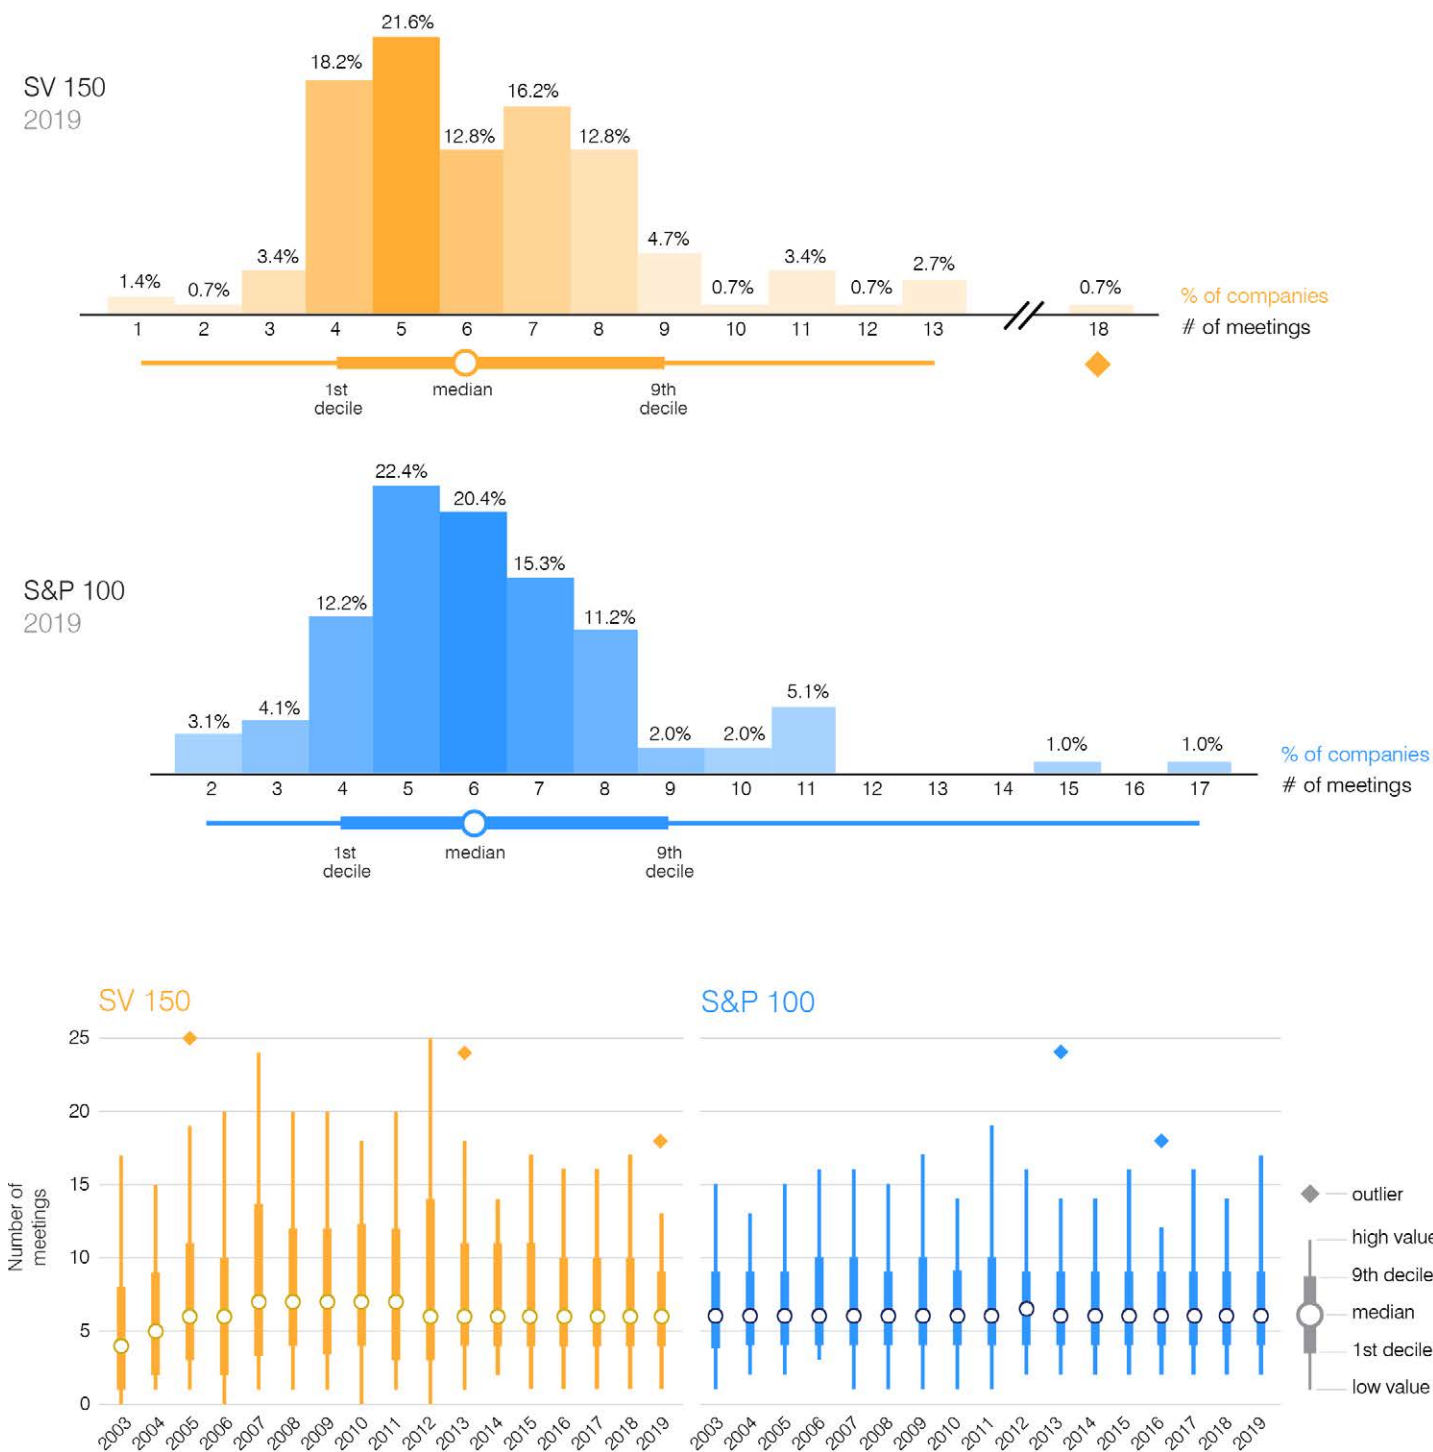 21.6%
18.2%
SV 150
2019
16.2%
12.8%
12.8%
4.7%
3.4%
3.4%
2.7%
1.4%
0.7%
0.7%
0.7%
0.7%
% of companies
1 2 3 4 5 6 7 8 9 10 11 12 13 18
# of meetings
1st
decile
median
9th
decile
22.4%
20.4%
15.3%
S&P 100
2019
12.2%
11.2%
5.1%
3.1%
4.1%
2.0%
2.0%
1.0%
1.0%
% of companies
2 3 4 5 6 7 8 9 10 11 12 13 14 15 16 17
# of meetings
1st
decile
median
9th
decile
SV 150
S&P 100
25
20
15
10
5
0
Number of
meetings
2003 2004 2005 2006 2007 2008 2009 2010 2011 2012 2013 2014 2015 2016 2017 2018 2019
2003 2004 2005 2006 2007 2008 2009 2010 2011 2012 2013 2014 2015 2016 2017 2018 2019
outlier
high value
9th decile
median
1st decile
low value